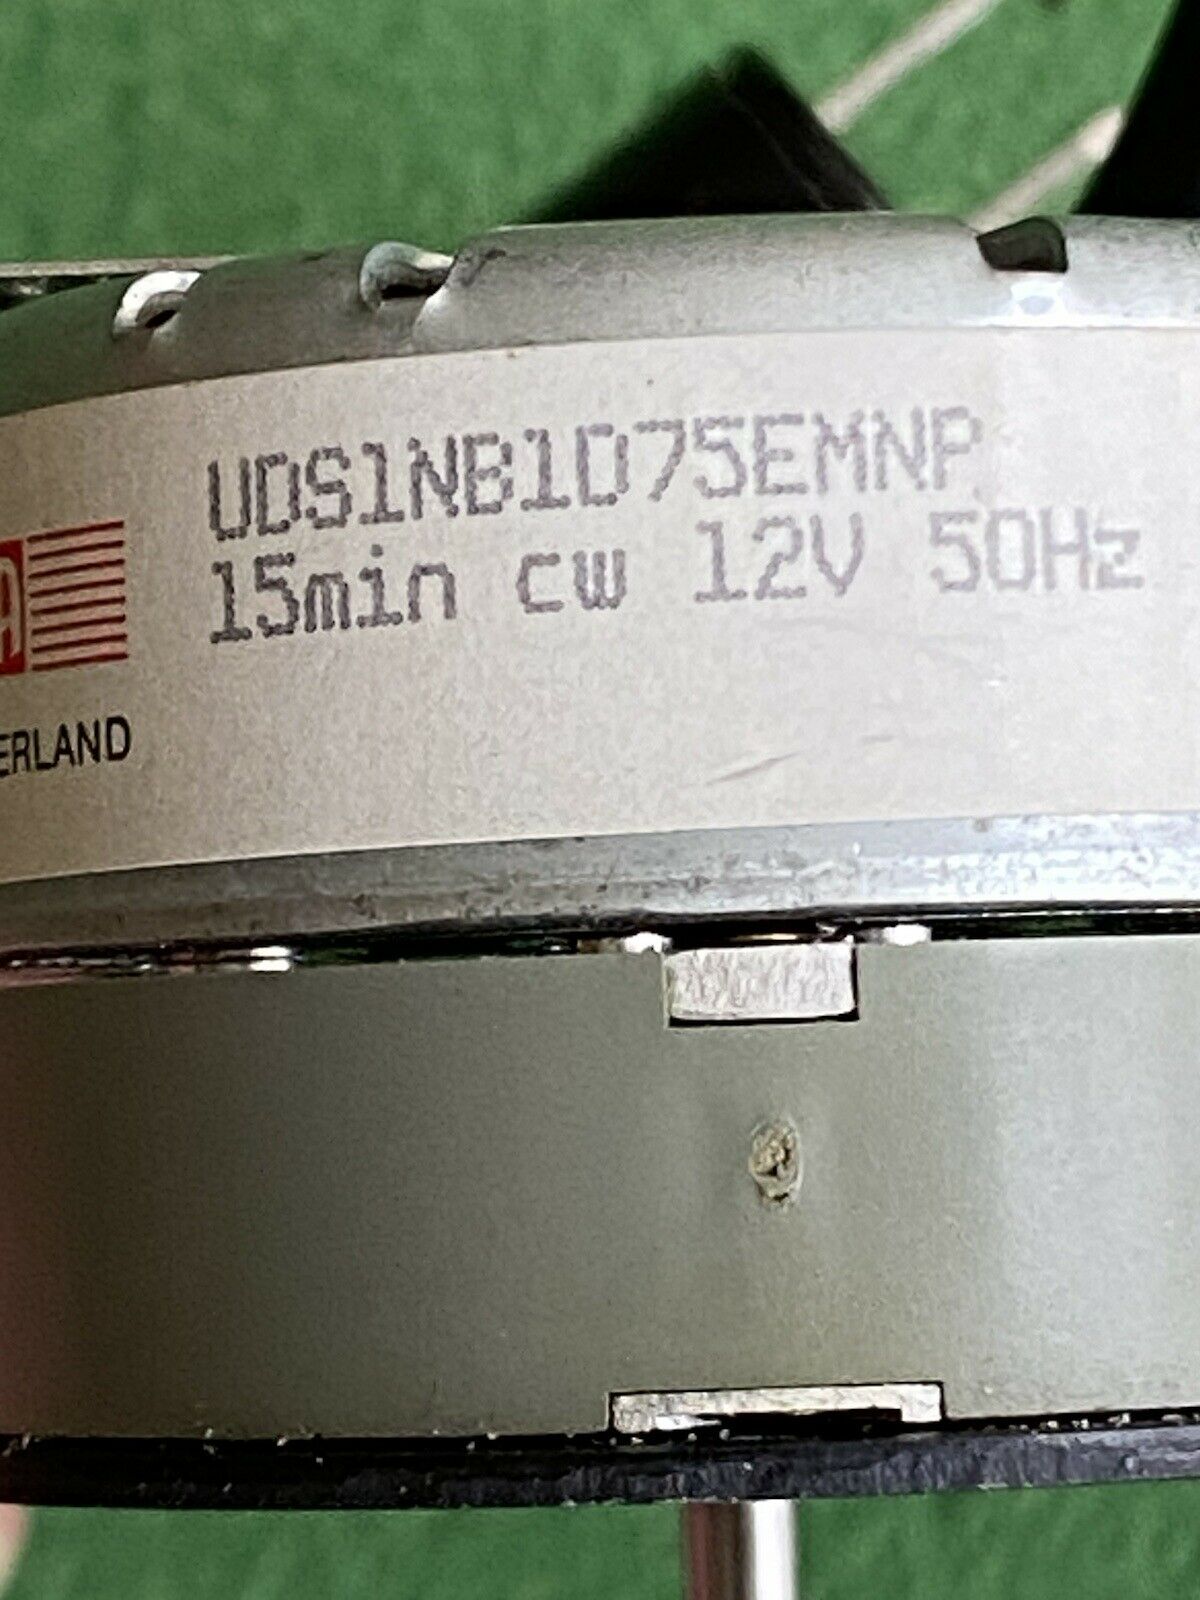 UDS1NB1D75EMNP
15min cw 12V 50Hz
A
ERLAND